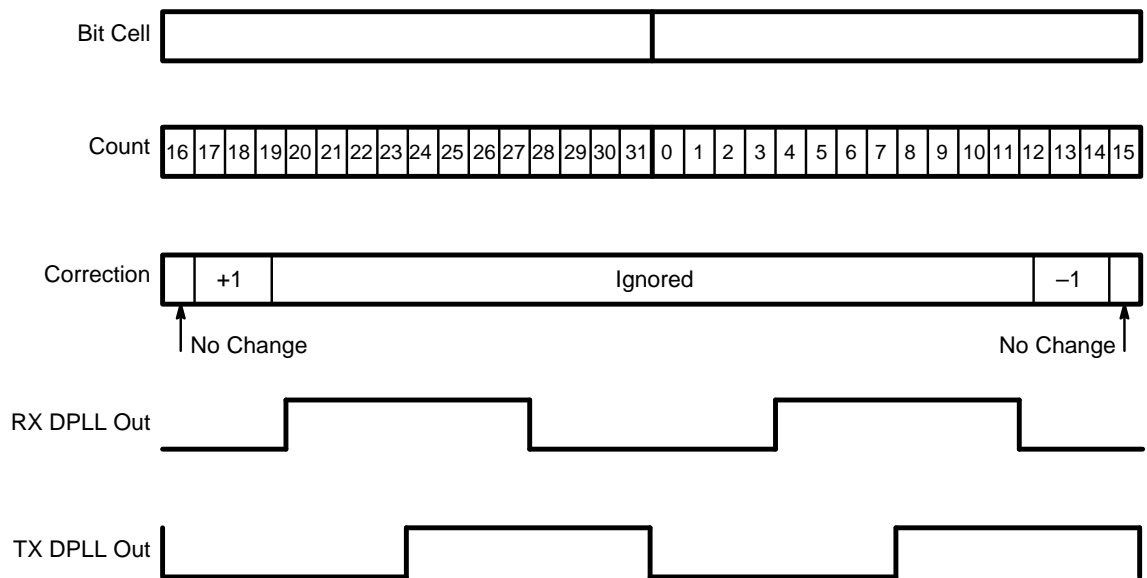 Bit Cell
Count 16 17 18 19 20 21 22 23 24 25 26 27 28 29 30 31 0 1 2 3 4 5 6 7 8 9 10 11 12 13 14 15
Correction +1 Ignored –1
No Change No Change
RX DPLL Out
TX DPLL Out